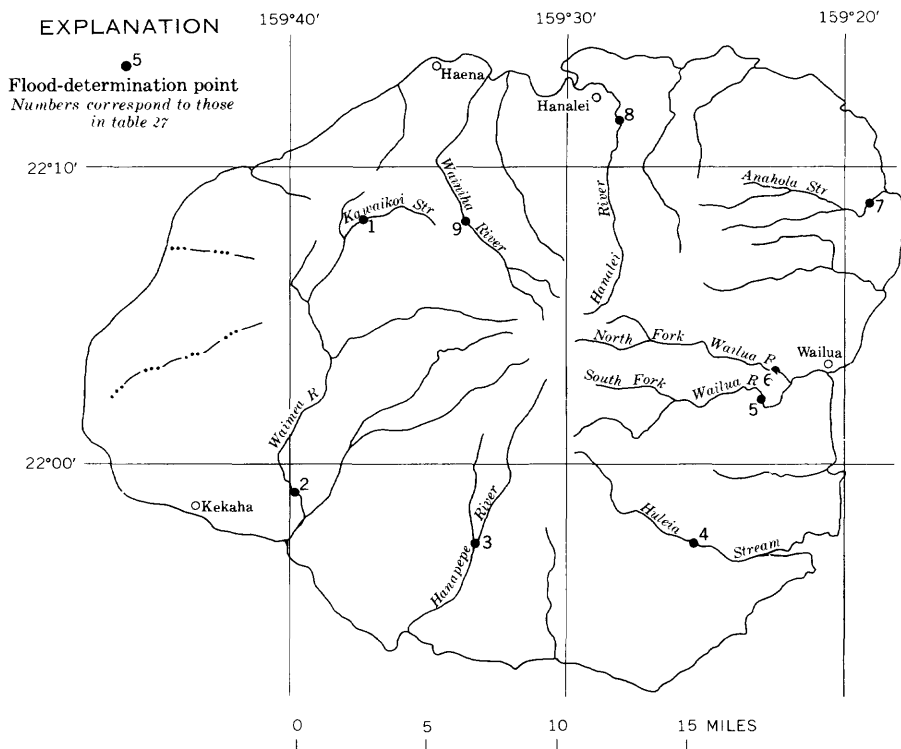 EXPLANATION
5
Flood-determination point
Numbers correspond to those
in table 27
159°40'
159°30'
159°20'
Haena
Hanalei
8
22°10'
Wainiha
River
Kawaikoi Str
1
9
Hanalei
River
Anahola Str
7
North Fork Wailua R
6
Wailua
South Fork Wailua R
5
Waimea R
22°00'
2
Kekaha
Hanapepe
River
3
Huleia
4
Stream
0 5 10 15 MILES